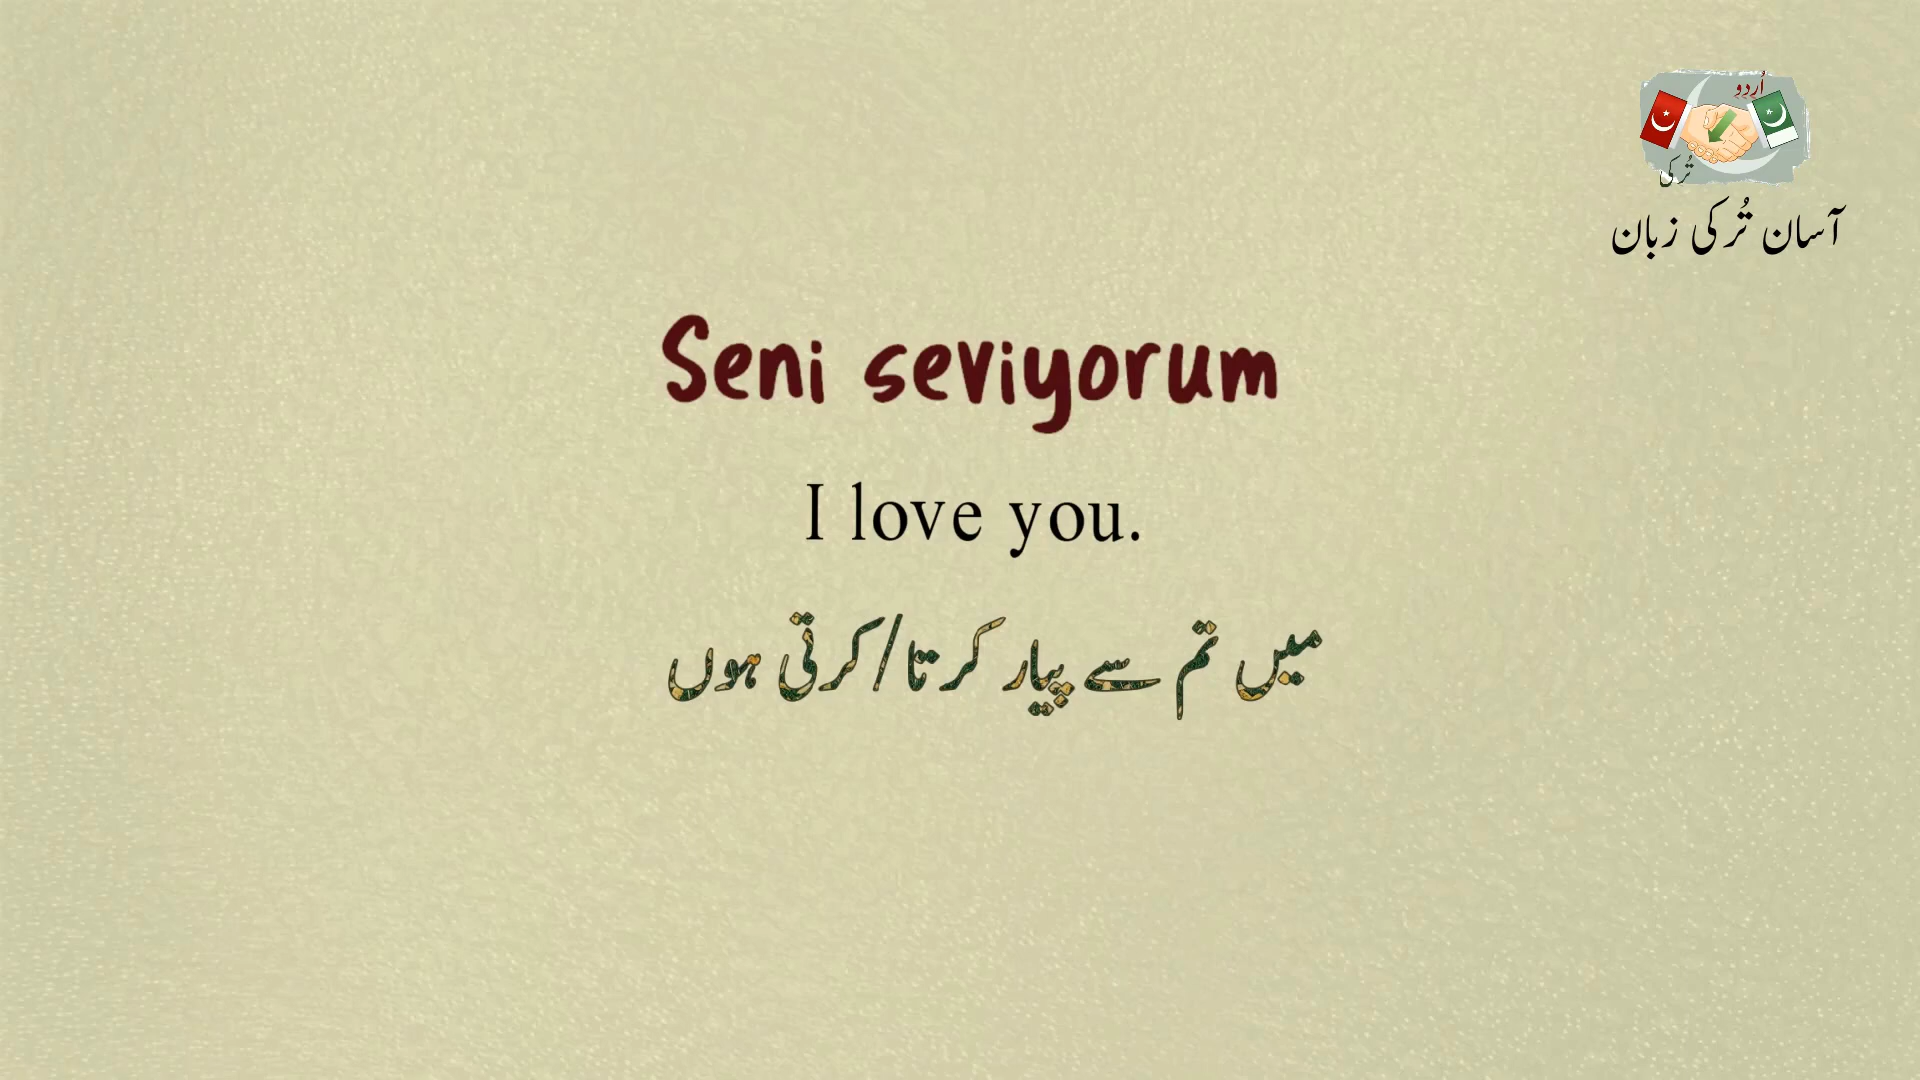 اُردو
تُرکی
آسان تُرکی زبان
Seni seviyorum
I love you.
میں تم سے پیار کرتا/کرتی ہوں